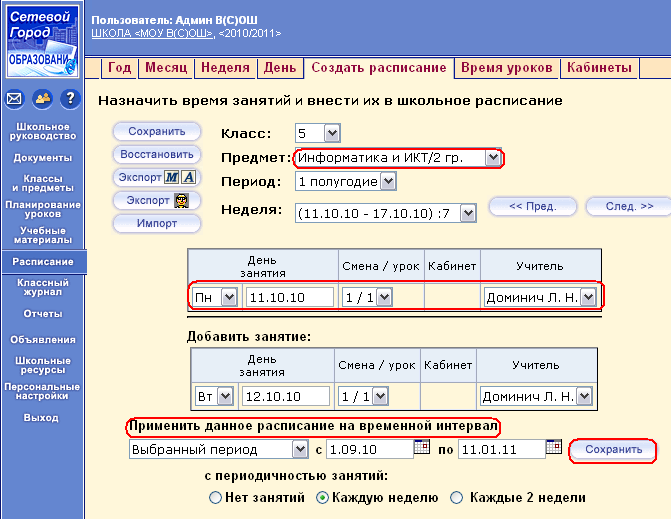 Сетевой
Город
ОБРАЗОВАНИ
Пользователь: Админ В(С)ОШ
ШКОЛА <МОУ В(С)ОШ>, <2010/2011>
Год Месяц Неделя День Создать расписание Время уроков Кабинеты
?
Школьное
руководство
Документы
Классы
и предметы
Планирование
уроков
Учебные
материалы
Расписание
Классный
журнал
Отчеты
Объявления
Школьные
ресурсы
Персональные
настройки
Выход
Назначить время занятий и внести их в школьное расписание
Сохранить
Восстановить
Экспорт M A
Экспорт
Импорт
Класс: 5
Предмет: Информатика и ИКТ/2 гр.
Период: 1 полугодие
Неделя: (11.10.10 - 17.10.10) :7 << Пред. След. >>
День
занятия Смена / урок Кабинет Учитель
Пн 11.10.10 1 / 1 Доминич Л. Н.
Добавить занятие:
День
занятия Смена / урок Кабинет Учитель
Вт 12.10.10 1 / 1 Доминич Л. Н.
Применить данное расписание на временной интервал
Выбранный период с 1.09.10 по 11.01.11 Сохранить
с периодичностью занятий:
Нет занятий Каждую неделю Каждые 2 недели